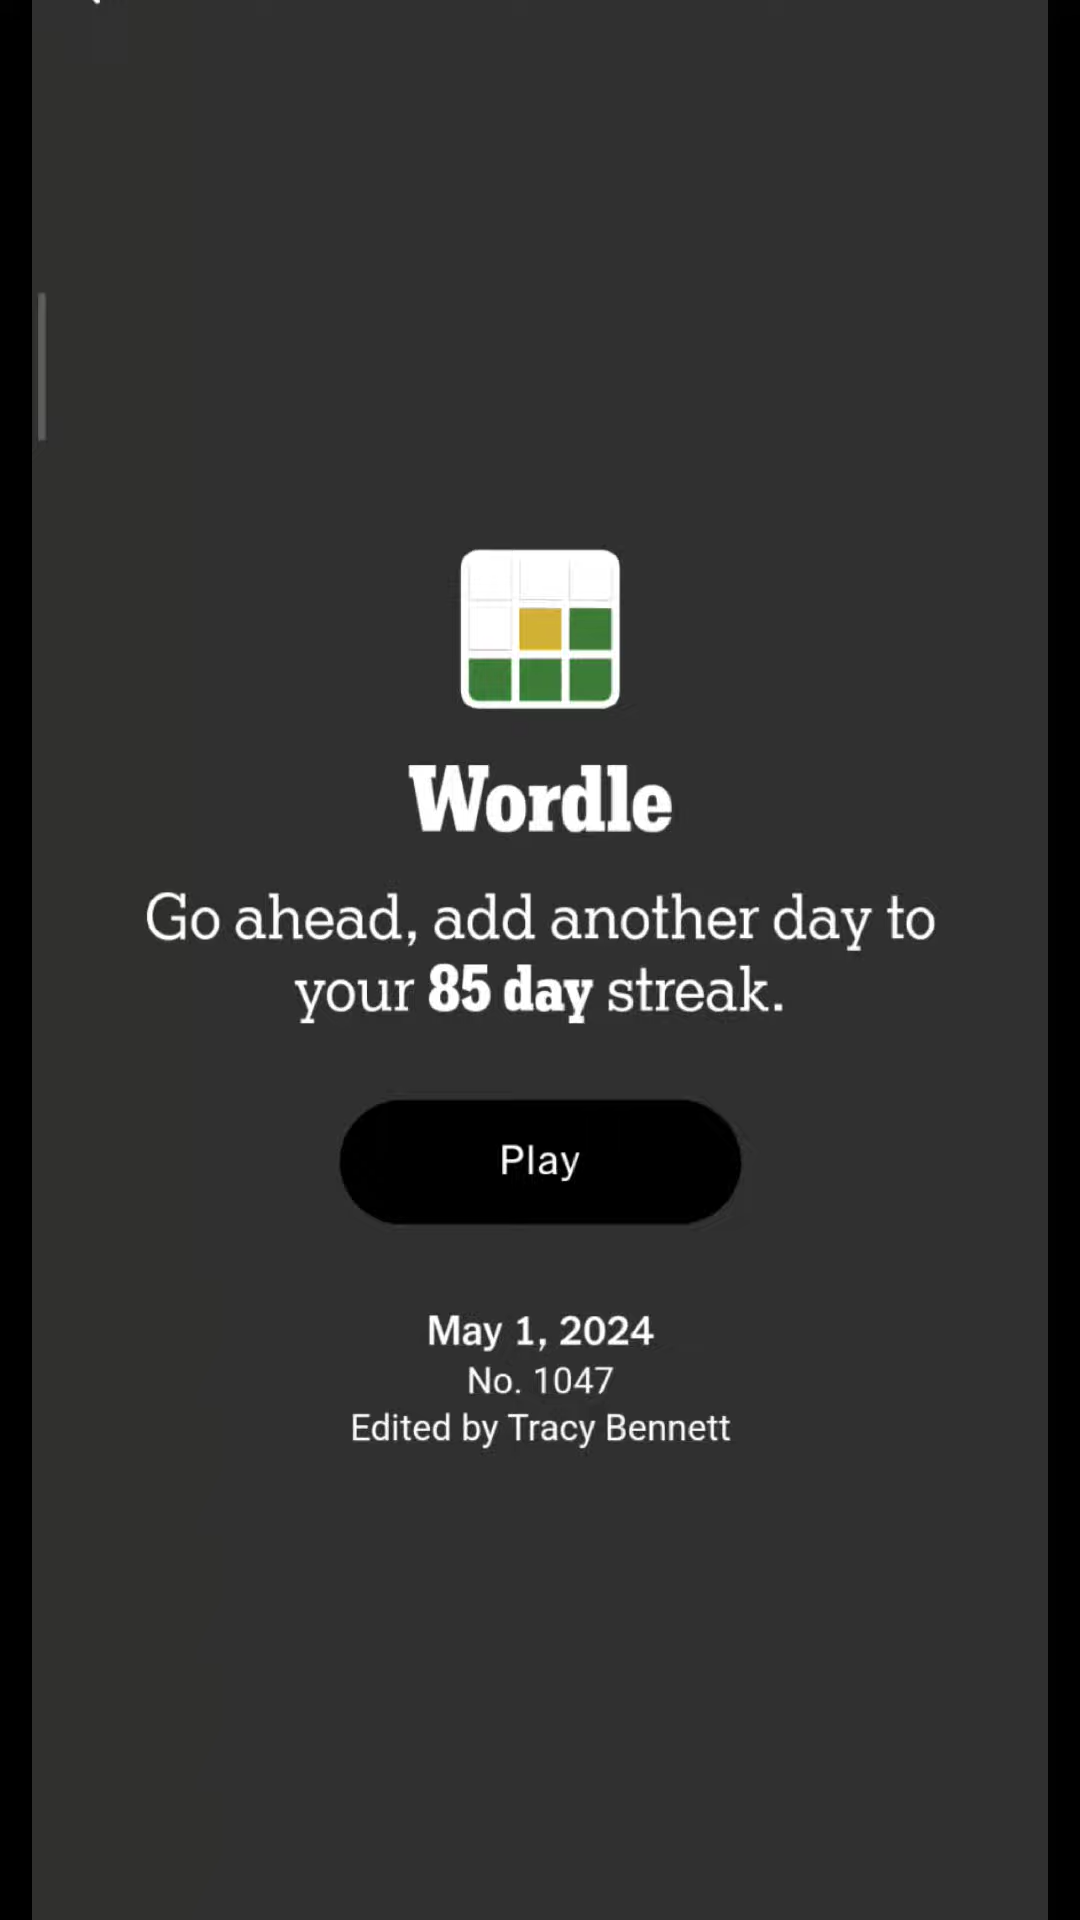 Wordle
Go ahead, add another day to
your 85 day streak.
Play
May 1, 2024
No. 1047
Edited by Tracy Bennett